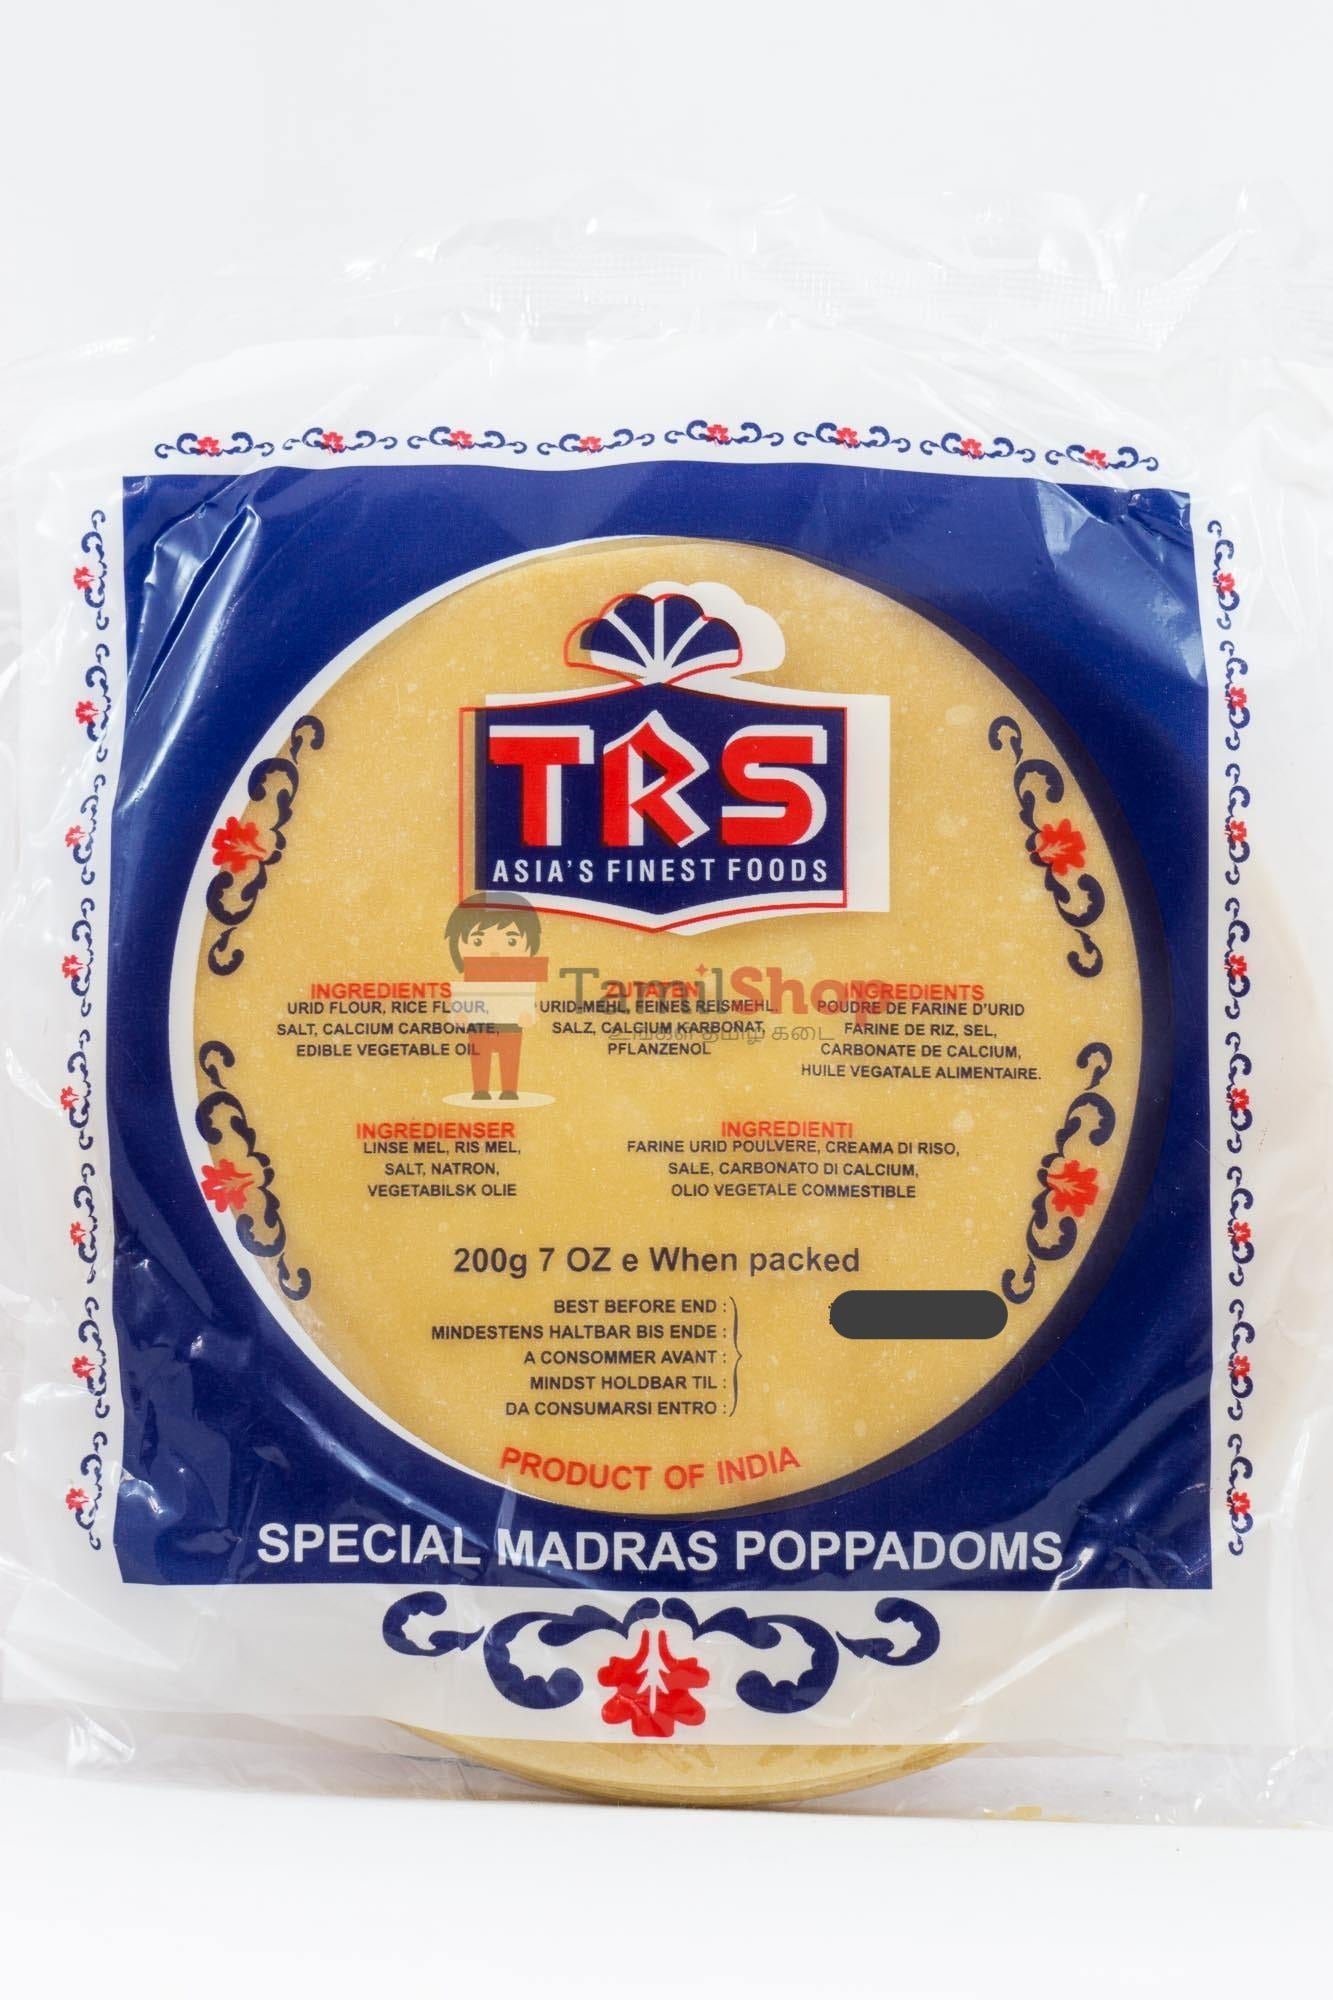 TRS
ASIA'S FINEST FOODS
TamilShop
உங்கள் தமிழ் கடை
INGREDIENTS
URID FLOUR, RICE FLOUR,
SALT, CALCIUM CARBONATE,
EDIBLE VEGETABLE OIL
ZUTATEN
URID-MEHL, FEINES REISMEHL
SALZ, CALCIUM KARBONAT,
PFLANZENOL
INGREDIENTS
POUDRE DE FARINE D'URID
FARINE DE RIZ, SEL,
CARBONATE DE CALCIUM,
HUILE VEGATALE ALIMENTAIRE.
INGREDIENSER
LINSE MEL, RIS MEL,
SALT, NATRON,
VEGETABILSK OLIE
INGREDIENTI
FARINE URID POULVERE, CREAMA DI RISO,
SALE, CARBONATO DI CALCIUM,
OLIO VEGETALE COMMESTIBLE
200g 7 OZ e When packed
BEST BEFORE END :
MINDESTENS HALTBAR BIS ENDE :
A CONSOMMER AVANT :
MINDST HOLDBAR TIL :
DA CONSUMARSI ENTRO :
PRODUCT OF INDIA
SPECIAL MADRAS POPPADOMS